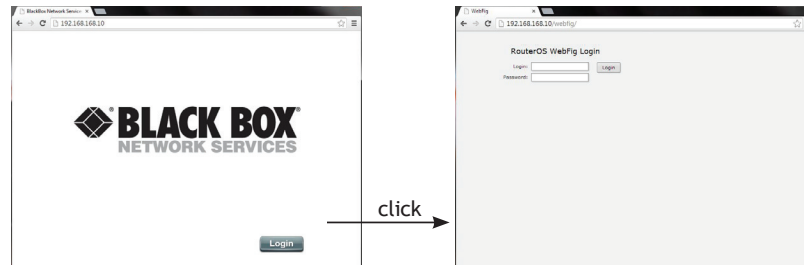 BlackBox Network Service
192.168.168.10
BLACK BOX®
NETWORK SERVICES
Login
click
WebFig
192.168.168.10/webfig/
RouterOS WebFig Login
Login:
Login
Password: